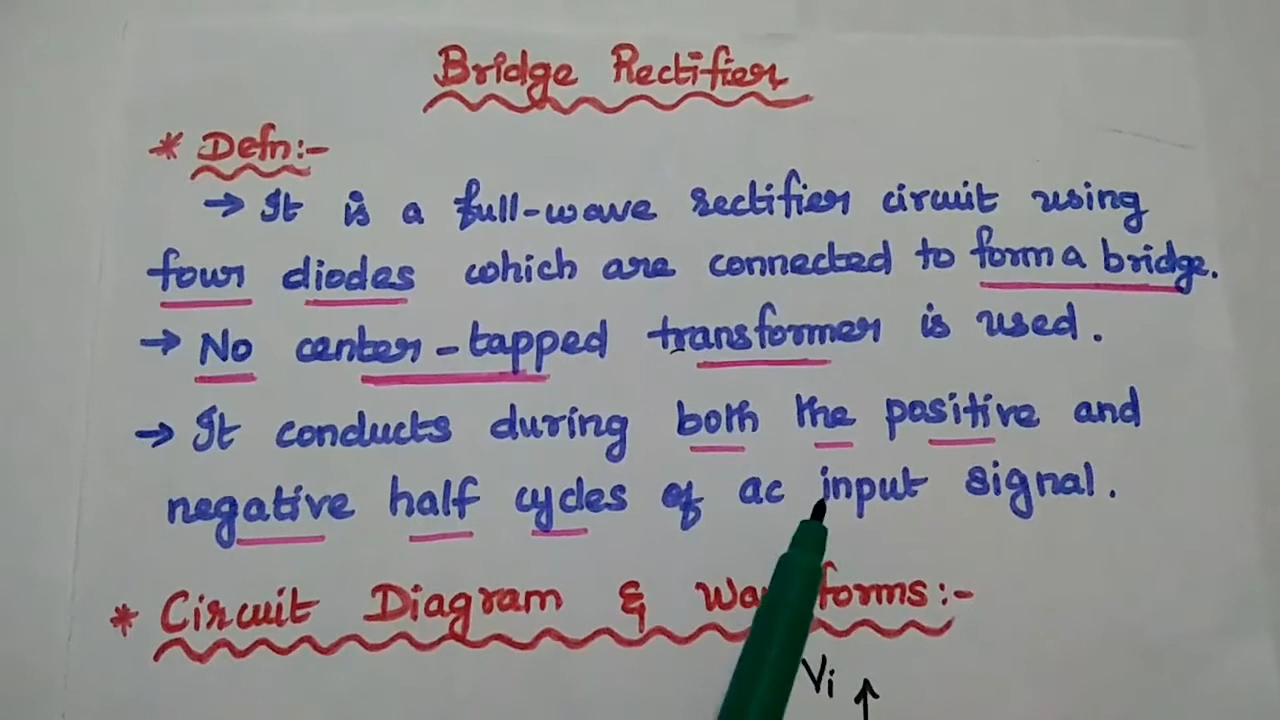 Bridge Rectifier
* Defn:-
→ It is a full-wave rectifier circuit using
four diodes which are connected to form a bridge.
→ No center-tapped transformer is used.
→ It conducts during both the positive and
negative half cycles of ac input signal.
* Circuit Diagram & Waveforms:-
Vi ↑